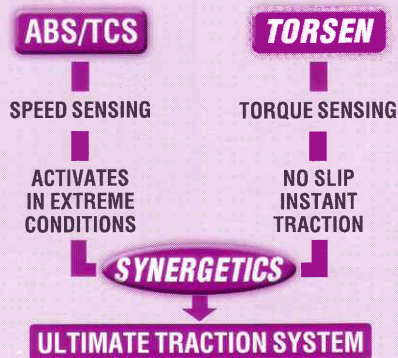 ABS/TCS
SPEED SENSING
ACTIVATES
IN EXTREME
CONDITIONS
TORSEN
TORQUE SENSING
NO SLIP
INSTANT
TRACTION
SYNERGETICS
ULTIMATE TRACTION SYSTEM